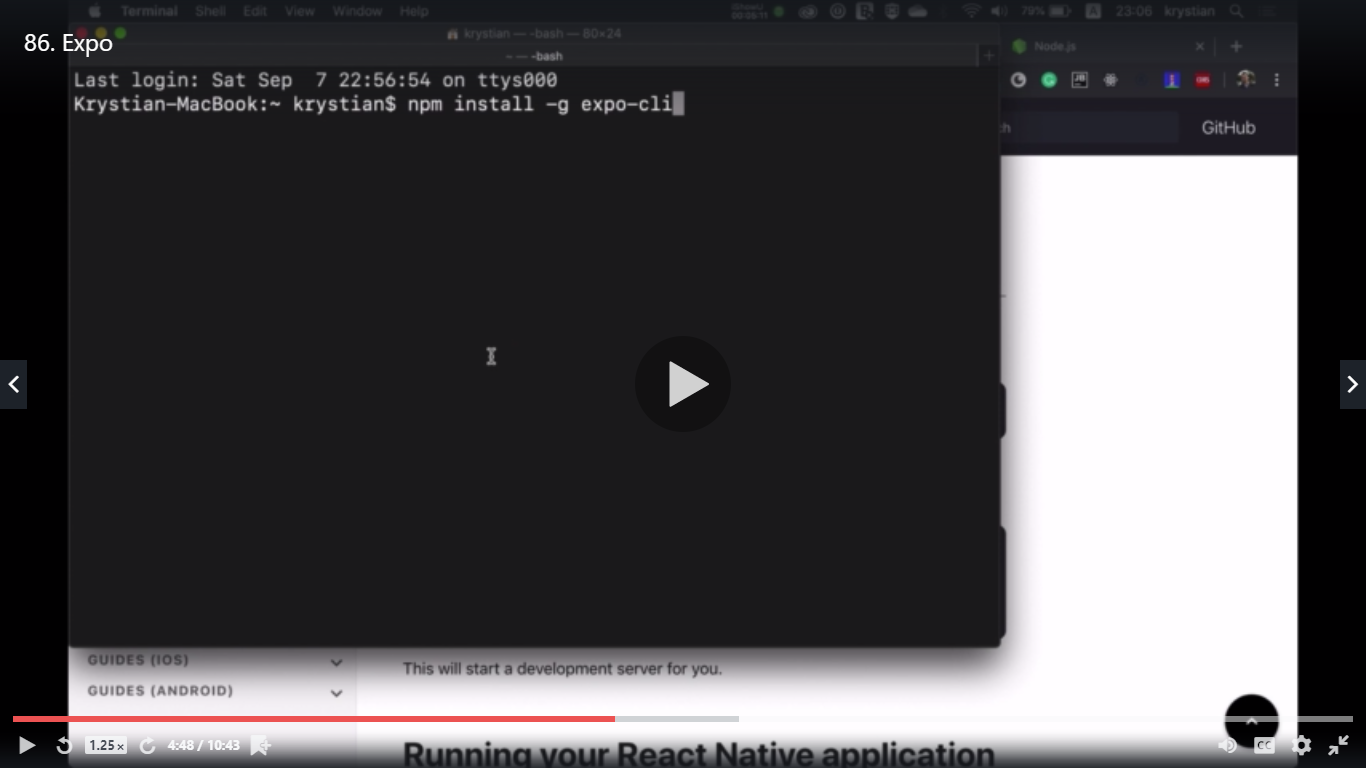 Terminal Shell Edit View Window Help
79% 23:06 krystian
86. Expo
krystian — -bash — 80×24
~ — -bash
Node.js
Last login: Sat Sep  7 22:56:54 on ttys000
Krystian-MacBook:~ krystian$ npm install -g expo-cli
GitHub
GUIDES (IOS)
This will start a development server for you.
GUIDES (ANDROID)
Running your React Native application
1.25x
4:48 / 10:43
CC